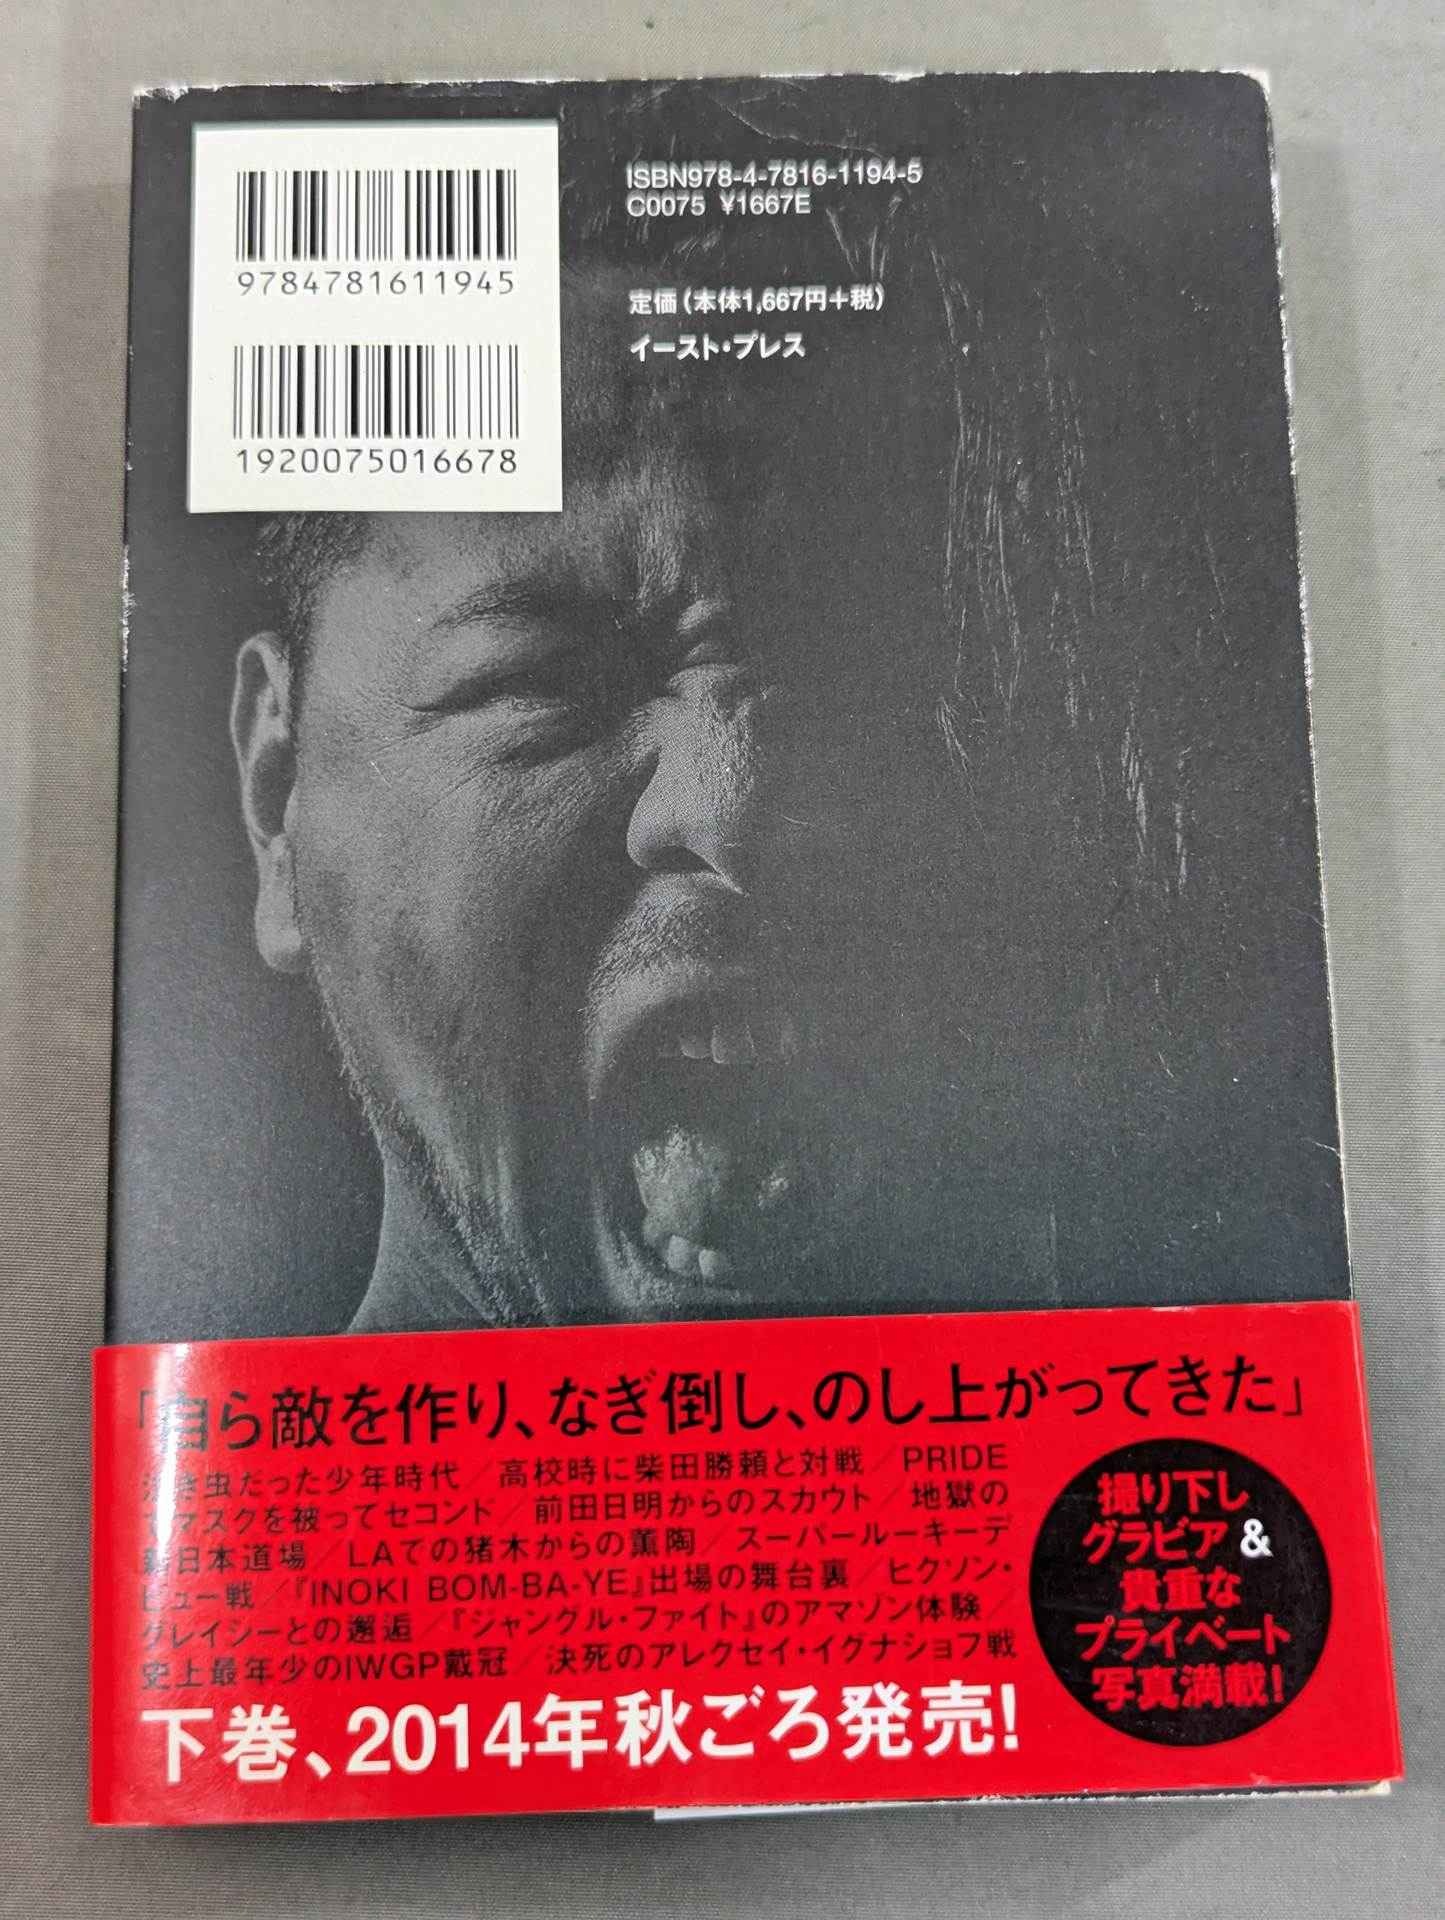 9784781611945
1920075016678
ISBN978-4-7816-1194-5
C0075 ¥1667E
定価（本体1,667円＋税）
イースト・プレス
「自ら敵を作り、なぎ倒し、のし上がってきた」
泣き虫だった少年時代／高校時に柴田勝頼と対戦／PRIDE
でマスクを被ってセコンド／前田日明からのスカウト／地獄の
新日本道場／LAでの猪木からの薫陶／スーパールーキーデ
ビュー戦／『INOKI BOM-BA-YE』出場の舞台裏／ヒクソン・
グレイシーとの邂逅／『ジャングル・ファイト』のアマゾン体験／
史上最年少のIWGP戴冠／決死のアレクセイ・イグナショフ戦
下巻、2014年秋ごろ発売！
撮り下し
グラビア &
貴重な
プライベート
写真満載！